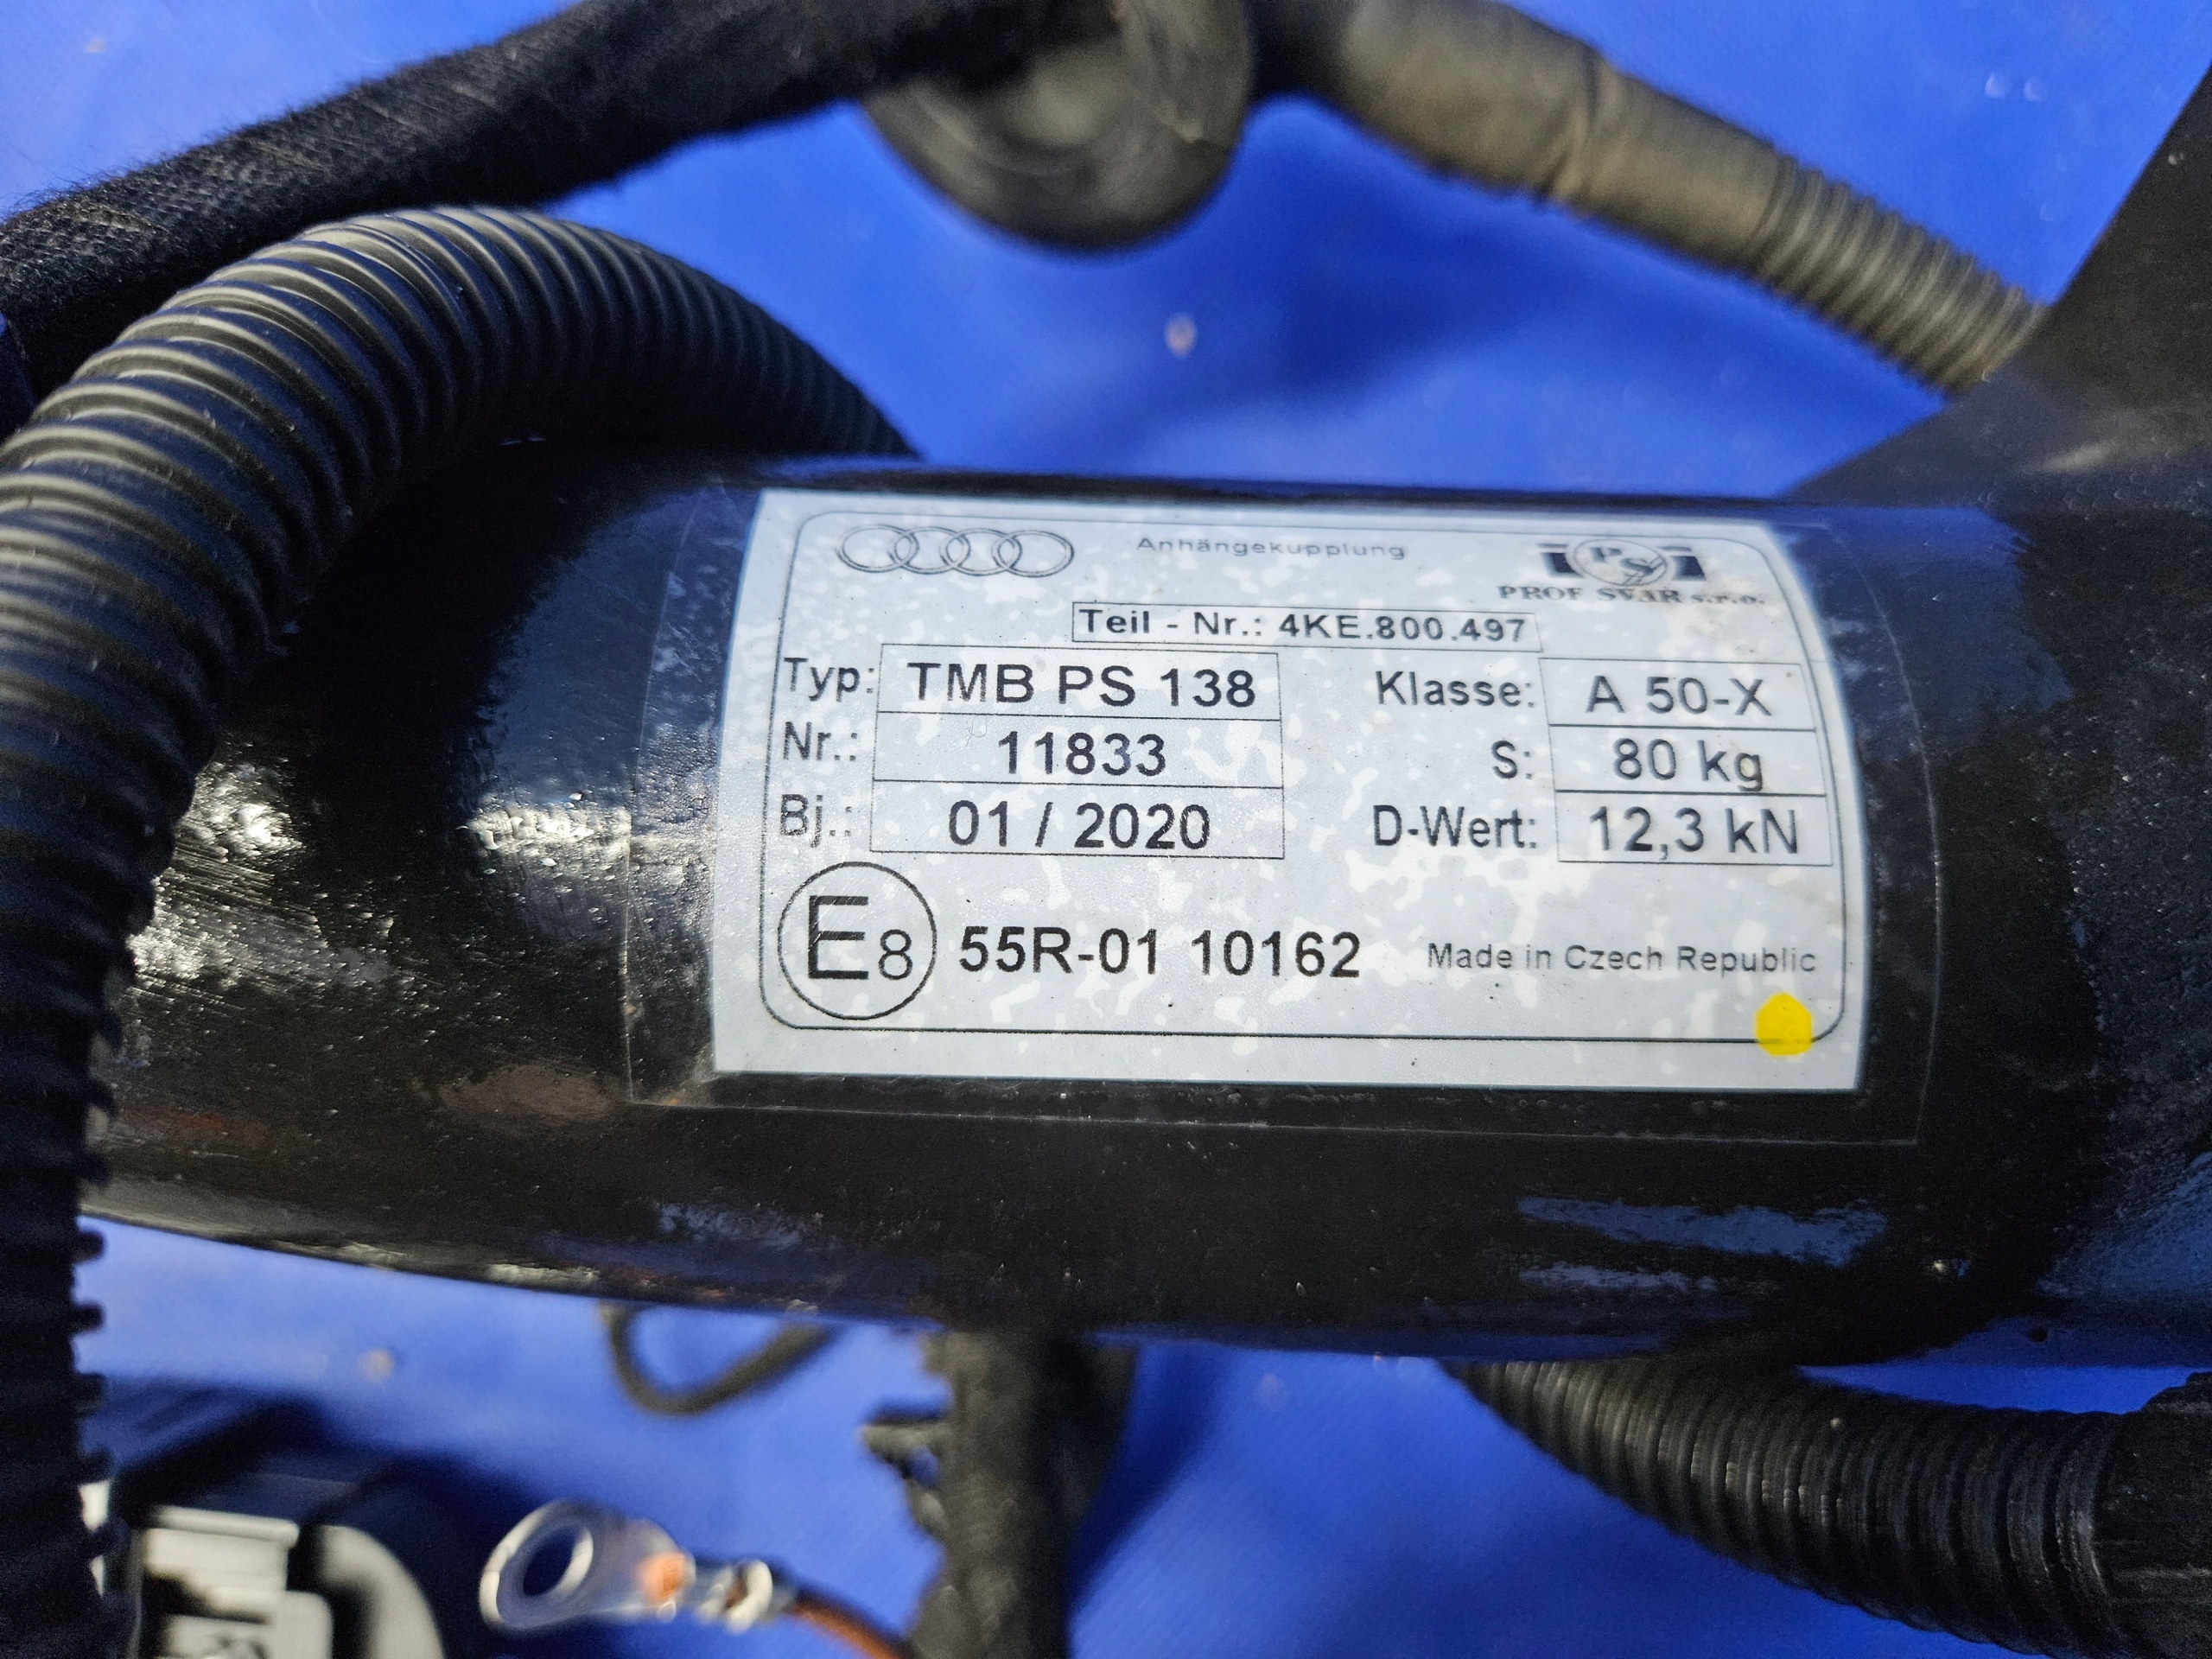 Anhängekupplung
PS
PROF SVAR s.r.o.
Teil - Nr.: 4KE.800.497
Typ: TMB PS 138 Klasse: A 50-X
Nr.: 11833 S: 80 kg
Bj.: 01 / 2020 D-Wert: 12,3 kN
E8 55R-01 10162 Made in Czech Republic